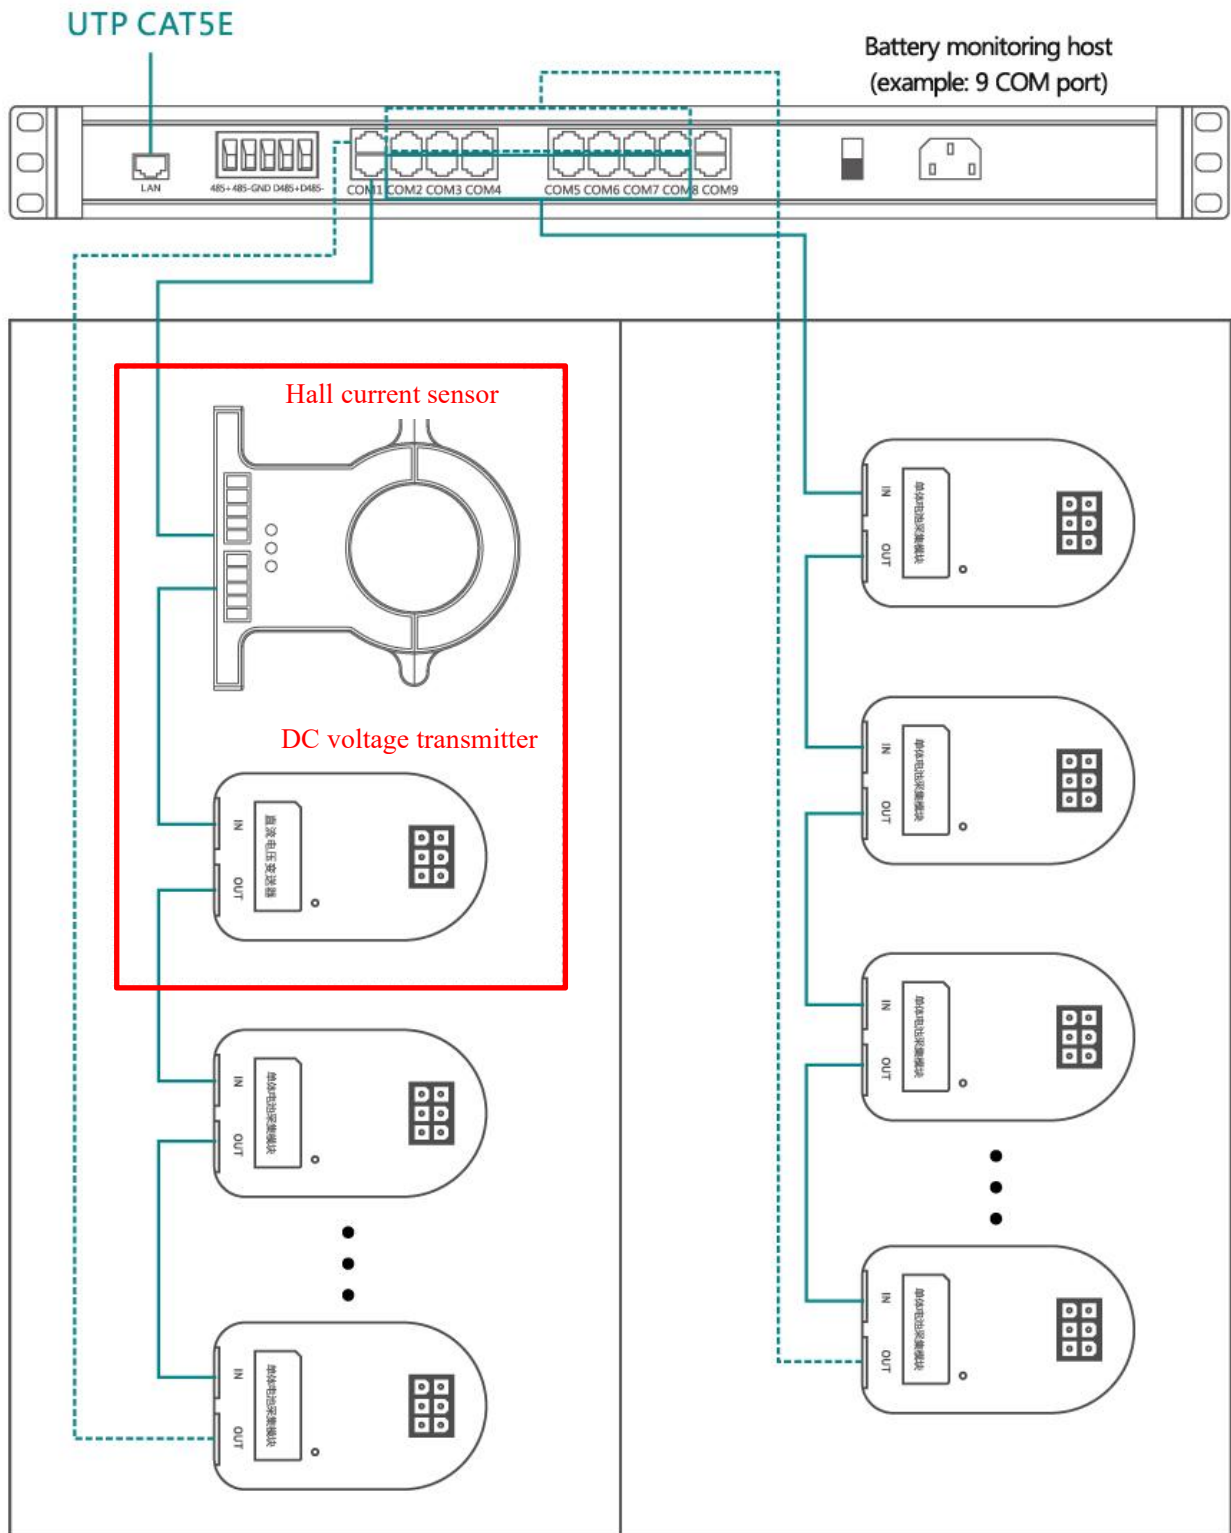 UTP CAT5E
Battery monitoring host
(example: 9 COM port)
LAN
485+ 485-GND D485+D485-
COM1 COM2 COM3 COM4
COM5 COM6 COM7 COM8 COM9
Hall current sensor
DC voltage transmitter
IN
直流电压变送器
OUT
IN
单体电池采集模块
OUT
IN
单体电池采集模块
OUT
IN
单体电池采集模块
OUT
IN
单体电池采集模块
OUT
IN
单体电池采集模块
OUT
IN
单体电池采集模块
OUT